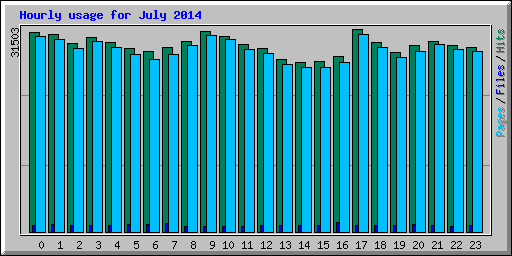 Hourly usage for July 2014
31503
Pages/Files/Hits
0 1 2 3 4 5 6 7 8 9 10 11 12 13 14 15 16 17 18 19 20 21 22 23